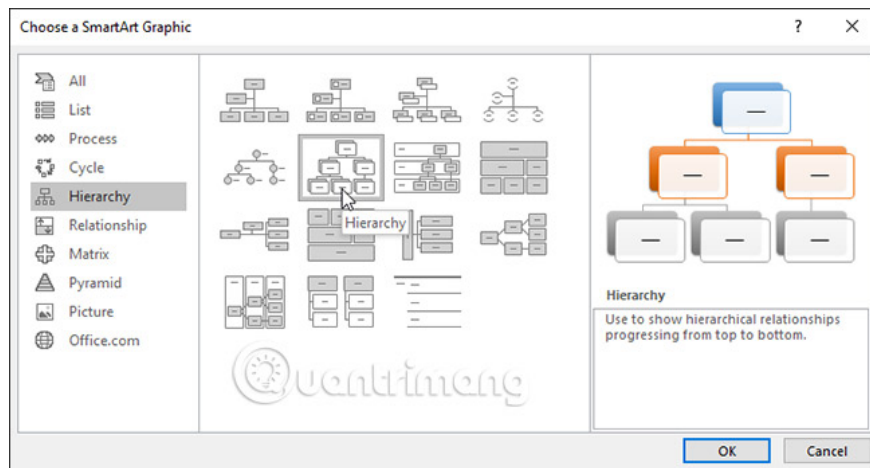 Choose a SmartArt Graphic
?
All
List
Process
Cycle
Hierarchy
Relationship
Matrix
Pyramid
Picture
Office.com
Hierarchy
Quantrimang
Hierarchy
Use to show hierarchical relationships
progressing from top to bottom.
OK
Cancel